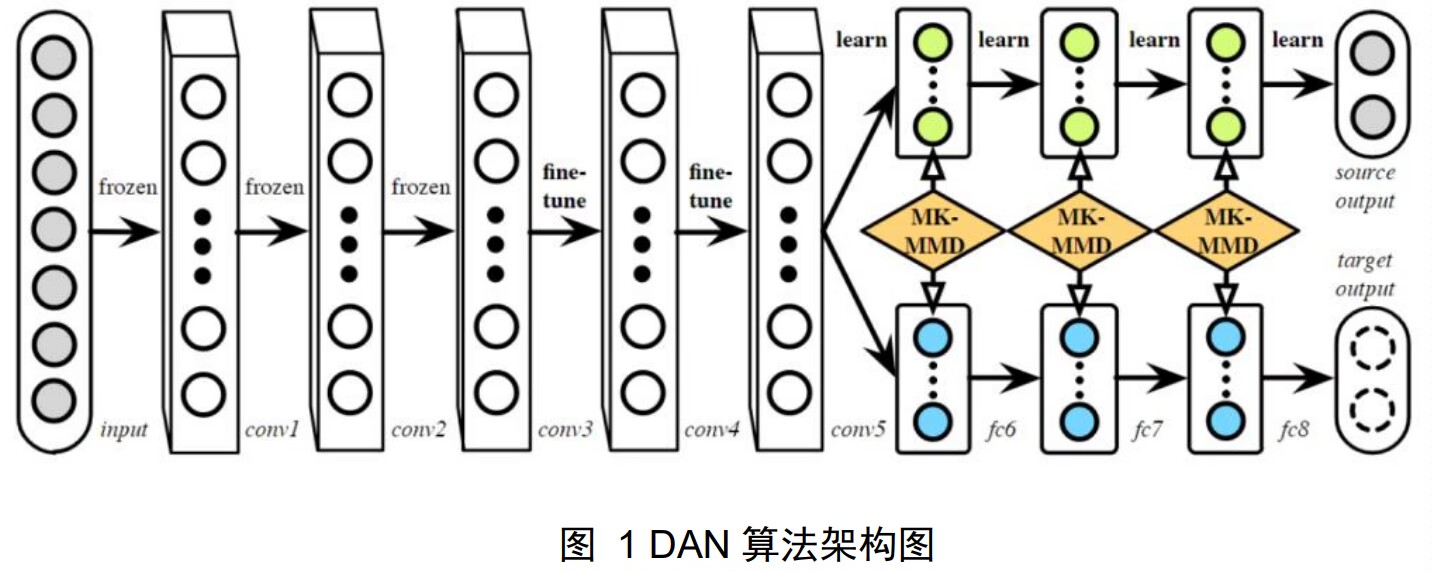 learn
learn
learn
learn
frozen
frozen
frozen
fine-
tune
fine-
tune
source
output
MK-
MMD
MK-
MMD
MK-
MMD
target
output
input
conv1
conv2
conv3
conv4
conv5
fc6
fc7
fc8
图 1 DAN 算法架构图